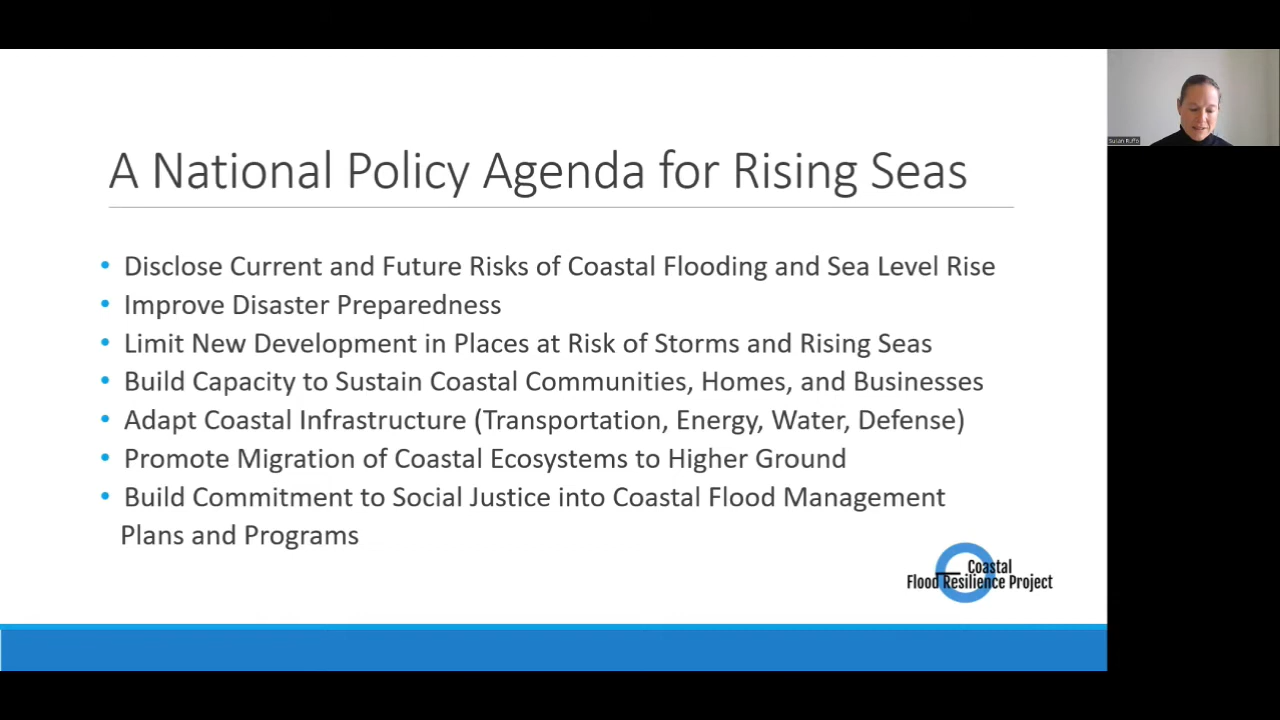 A National Policy Agenda for Rising Seas
• Disclose Current and Future Risks of Coastal Flooding and Sea Level Rise
• Improve Disaster Preparedness
• Limit New Development in Places at Risk of Storms and Rising Seas
• Build Capacity to Sustain Coastal Communities, Homes, and Businesses
• Adapt Coastal Infrastructure (Transportation, Energy, Water, Defense)
• Promote Migration of Coastal Ecosystems to Higher Ground
• Build Commitment to Social Justice into Coastal Flood Management
Plans and Programs
Coastal
Flood Resilience Project
Susan Ruffo